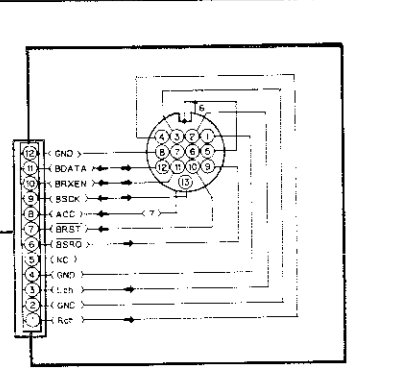 6
4 3 2 1
8 7 6 5
12 11 10 9
13
12 GND
11 BDATA
10 BRXEN
9 BSCK
8 ACC 7
7 BRST
6 BSRQ
5 (NC)
4 GND
3 Lch
2 GND
1 Rch